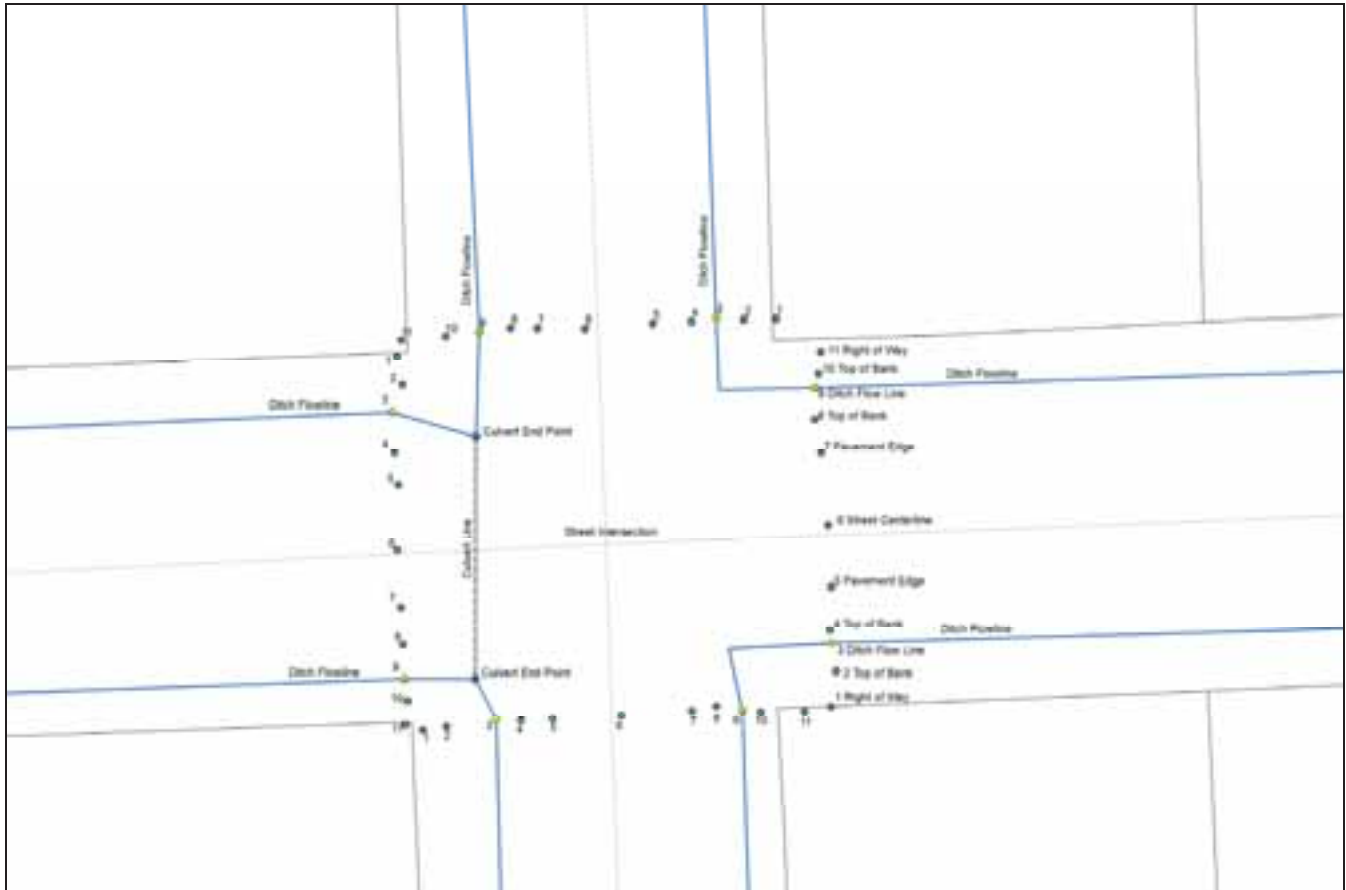 Ditch Flowline
Ditch Flowline
11 Right of Way
10 Top of Bank
Ditch Flowline
9 Ditch Flow Line
Ditch Flowline
8 Top of Bank
Culvert End Point
7 Pavement Edge
6 Street Centerline
Street Intersection
Culvert Line
5 Pavement Edge
4 Top of Bank
Ditch Flowline
3 Ditch Flow Line
Ditch Flowline
Culvert End Point
2 Top of Bank
1 Right of Way